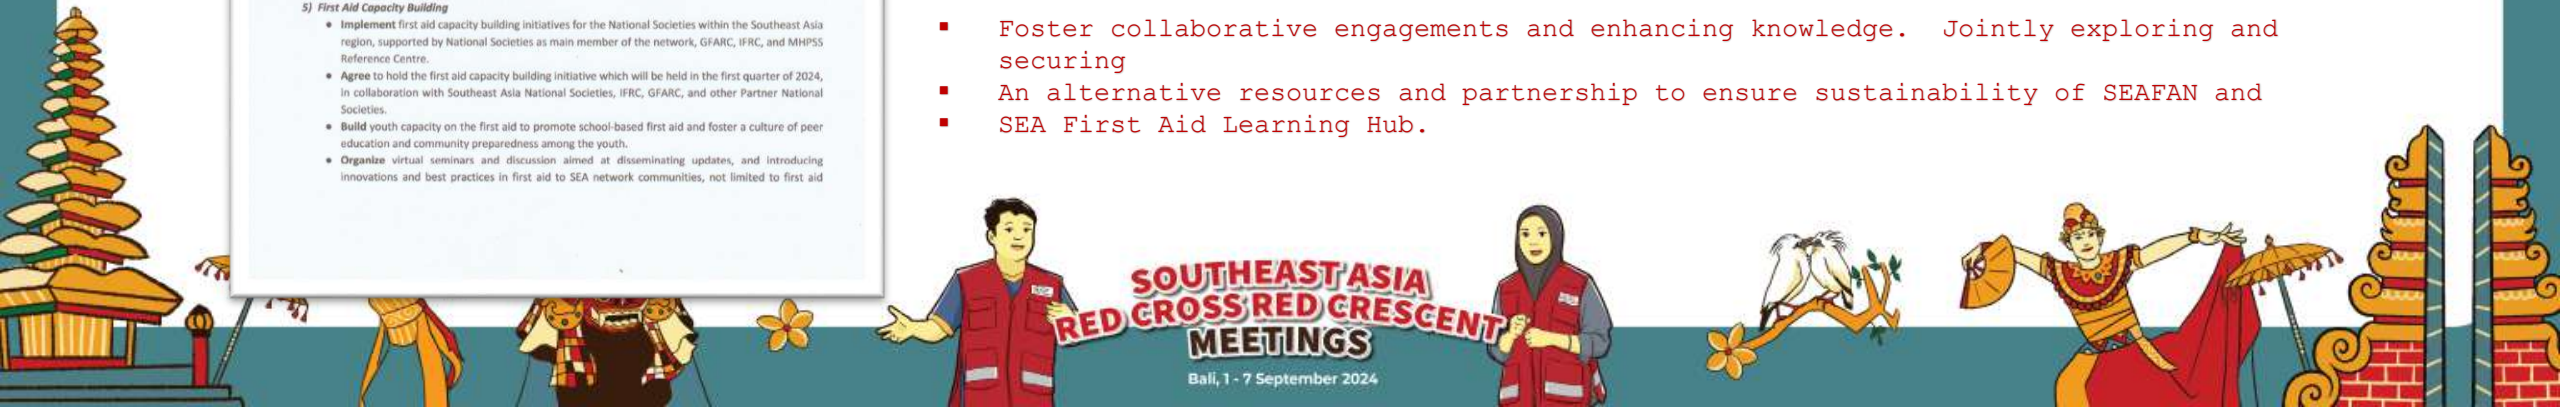 5) First Aid Capacity Building
● Implement first aid capacity building initiatives for the National Societies within the Southeast Asia
region, supported by National Societies as main member of the network, GFARC, IFRC, and MHPSS
Reference Centre.
● Agree to hold the first aid capacity building initiative which will be held in the first quarter of 2024,
in collaboration with Southeast Asia National Societies, IFRC, GFARC, and other Partner National
Societies.
● Build youth capacity on the first aid to promote school-based first aid and foster a culture of peer
education and community preparedness among the youth.
● Organize virtual seminars and discussion aimed at disseminating updates, and introducing
innovations and best practices in first aid to SEA network communities, not limited to first aid
▪ Foster collaborative engagements and enhancing knowledge. Jointly exploring and
securing
▪ An alternative resources and partnership to ensure sustainability of SEAFAN and
▪ SEA First Aid Learning Hub.
SOUTHEAST ASIA
RED CROSS RED CRESCENT
MEETINGS
Bali, 1 - 7 September 2024